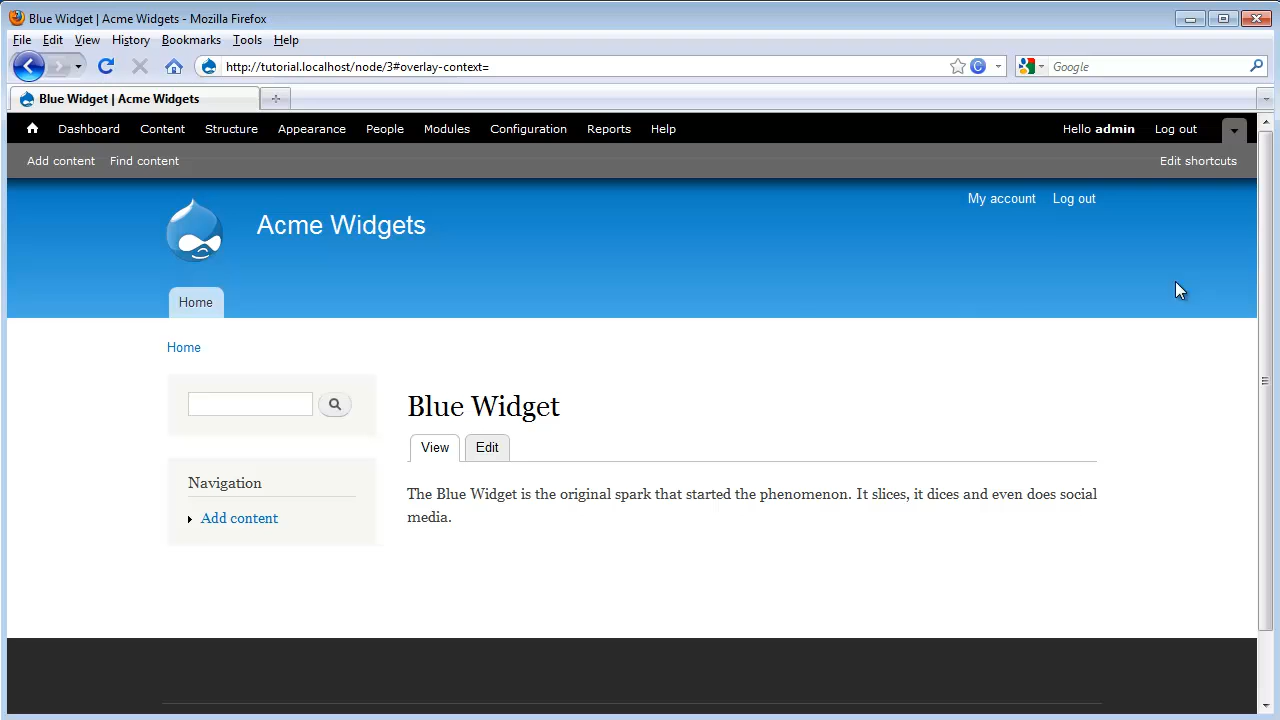 Blue Widget | Acme Widgets - Mozilla Firefox
File Edit View History Bookmarks Tools Help
http://tutorial.localhost/node/3#overlay-context= C Google
Blue Widget | Acme Widgets
Dashboard Content Structure Appearance People Modules Configuration Reports Help Hello admin Log out
Add content Find content Edit shortcuts
My account Log out
Acme Widgets
Home
Home
Blue Widget
View Edit
The Blue Widget is the original spark that started the phenomenon. It slices, it dices and even does social
media.
Navigation
Add content